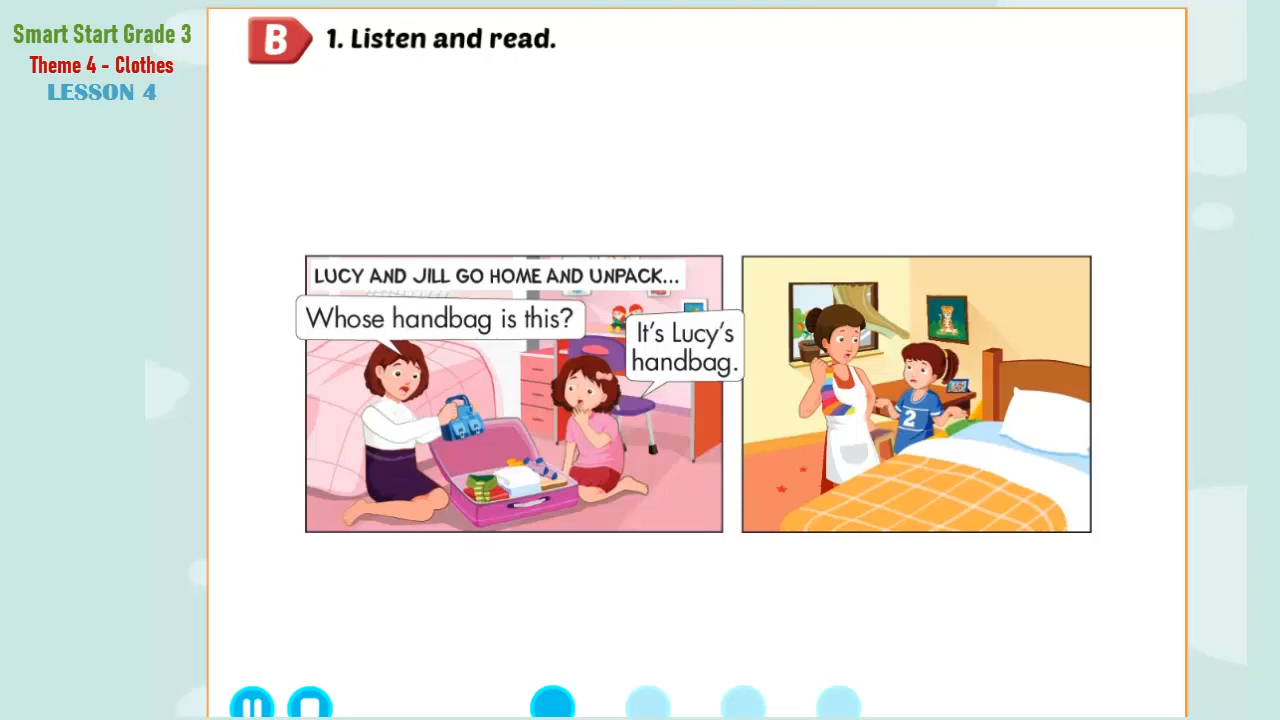 Smart Start Grade 3
Theme 4 - Clothes
LESSON 4
B
1. Listen and read.
LUCY AND JILL GO HOME AND UNPACK...
Whose handbag is this?
It's Lucy's
handbag.
2